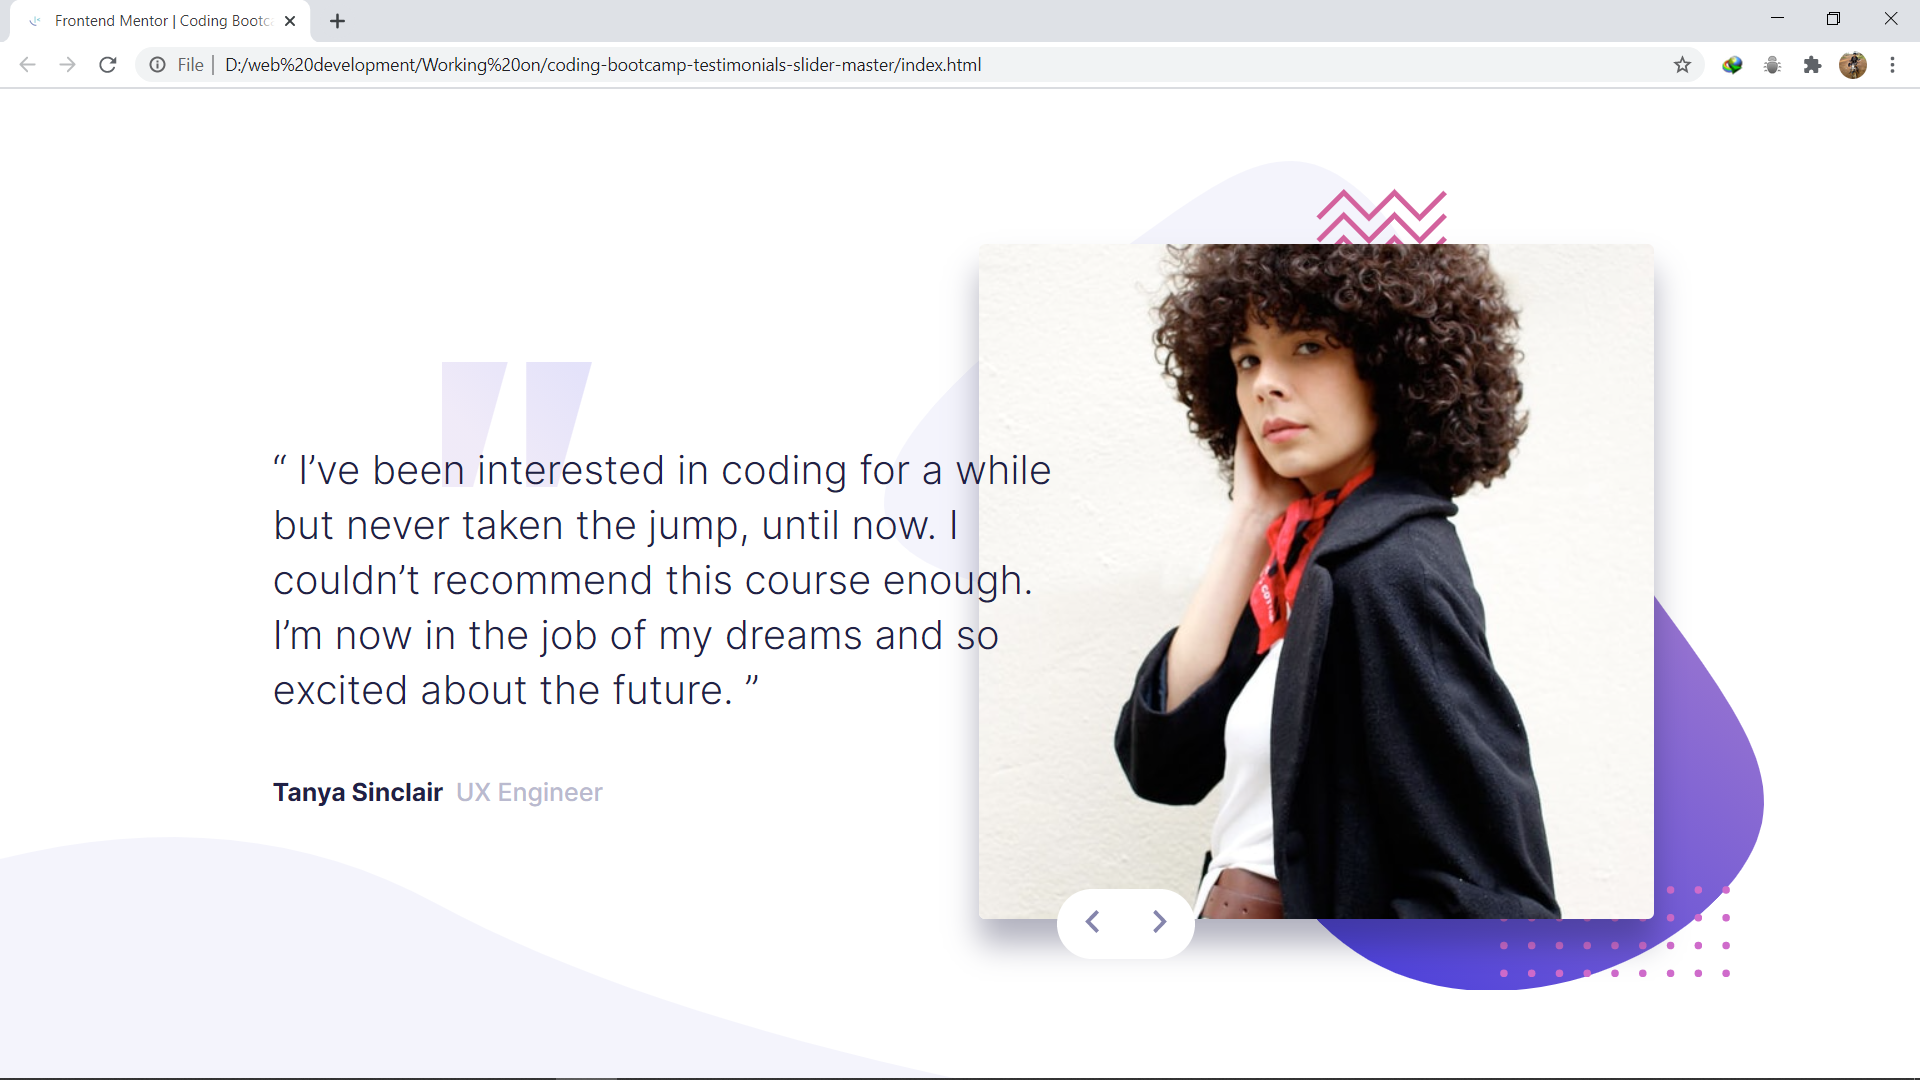 Frontend Mentor | Coding Bootc
File | D:/web%20development/Working%20on/coding-bootcamp-testimonials-slider-master/index.html
“ I’ve been interested in coding for a while
but never taken the jump, until now. I
couldn’t recommend this course enough.
I’m now in the job of my dreams and so
excited about the future. ”
Tanya Sinclair UX Engineer